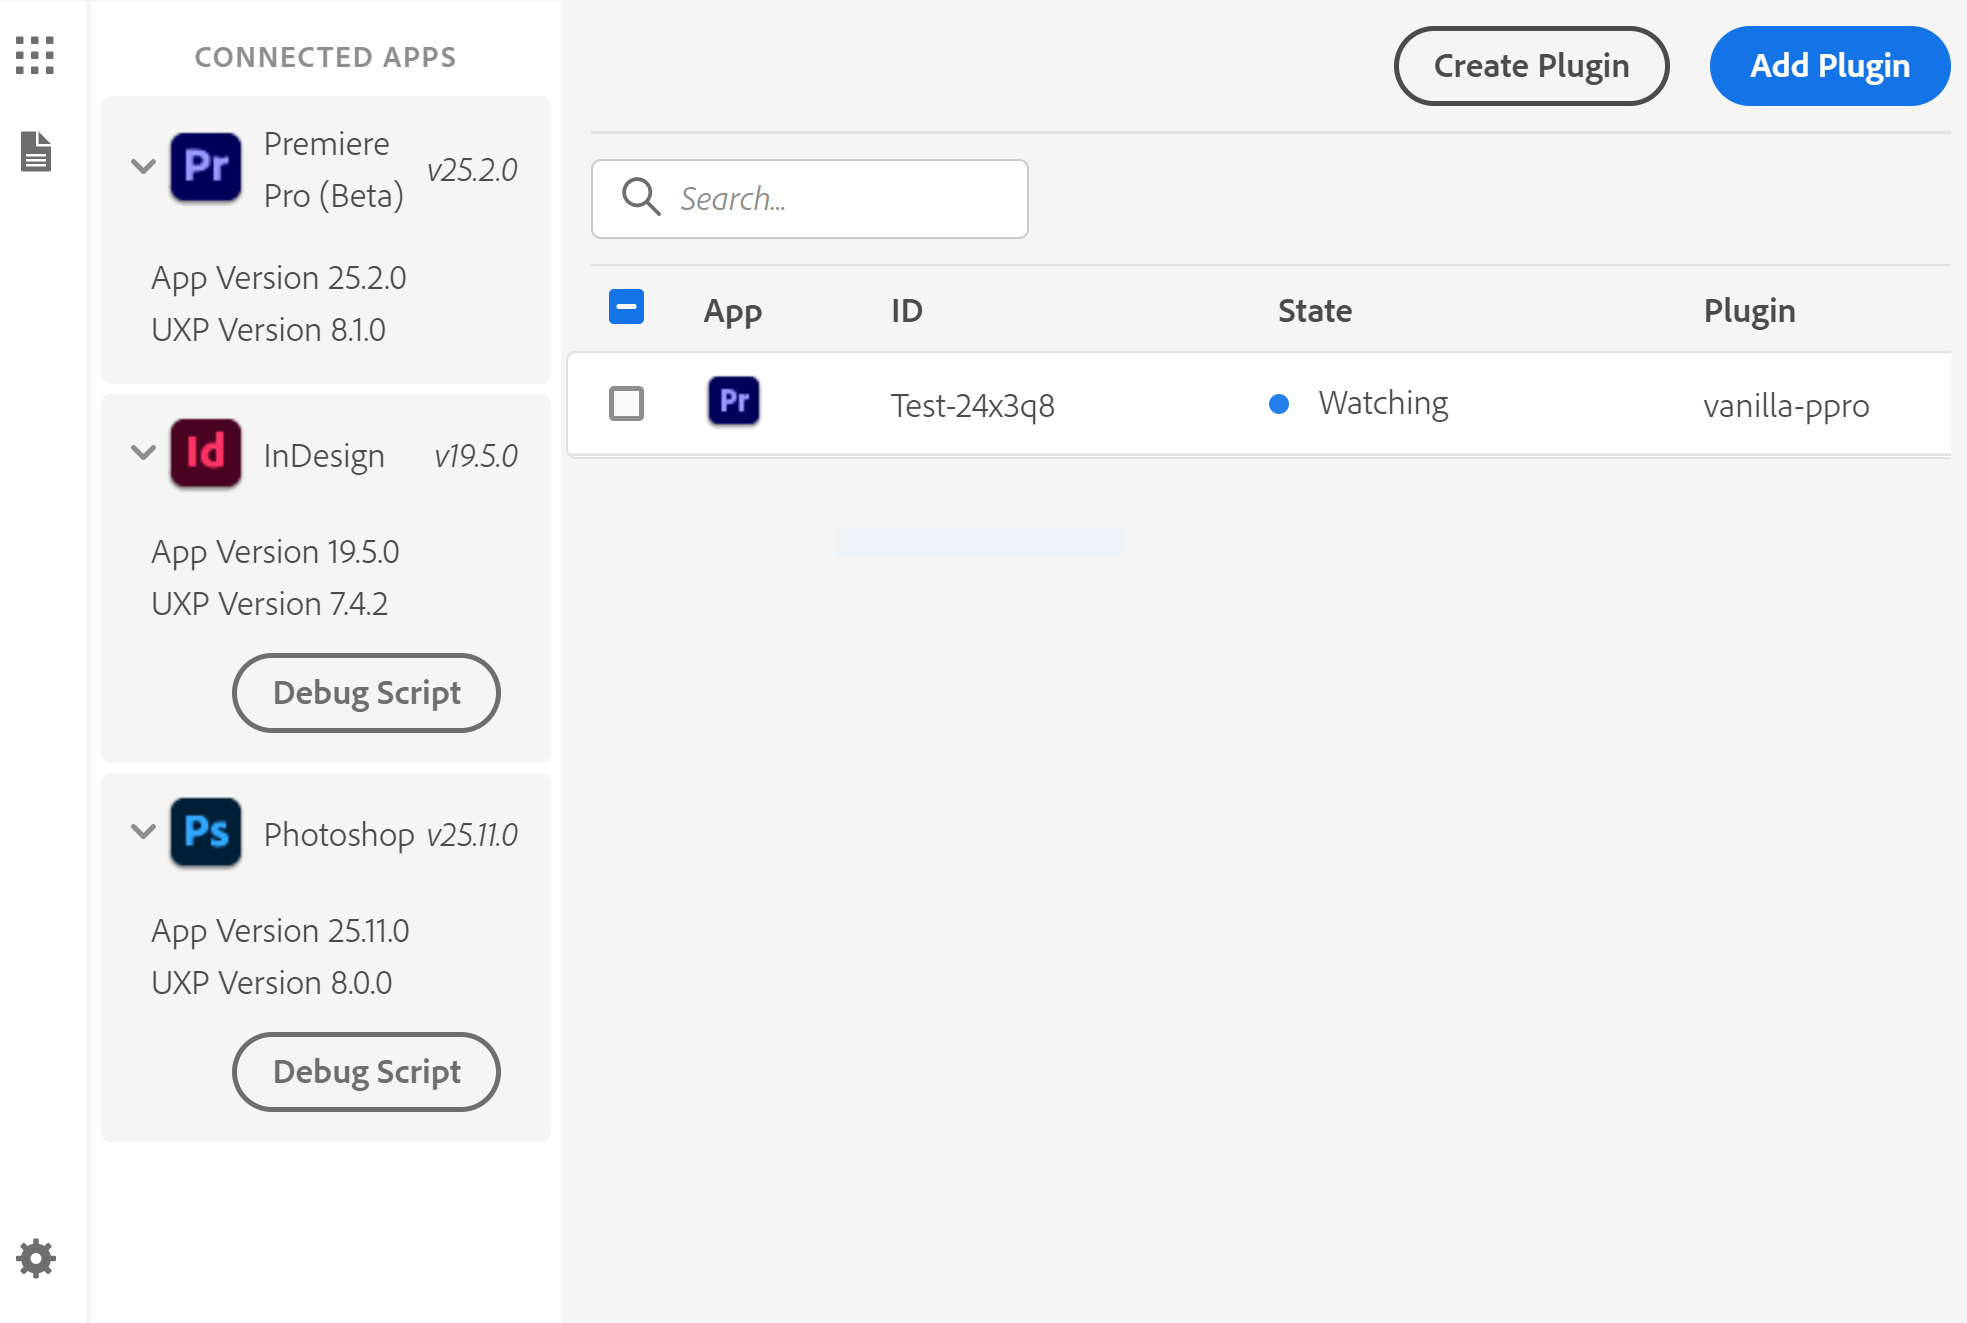 CONNECTED APPS
Pr
Premiere
Pro (Beta)
v25.2.0
App Version 25.2.0
UXP Version 8.1.0
Id
InDesign
v19.5.0
App Version 19.5.0
UXP Version 7.4.2
Debug Script
Ps
Photoshop
v25.11.0
App Version 25.11.0
UXP Version 8.0.0
Debug Script
Create Plugin
Add Plugin
Search...
App ID State Plugin
Pr Test-24x3q8 Watching vanilla-ppro